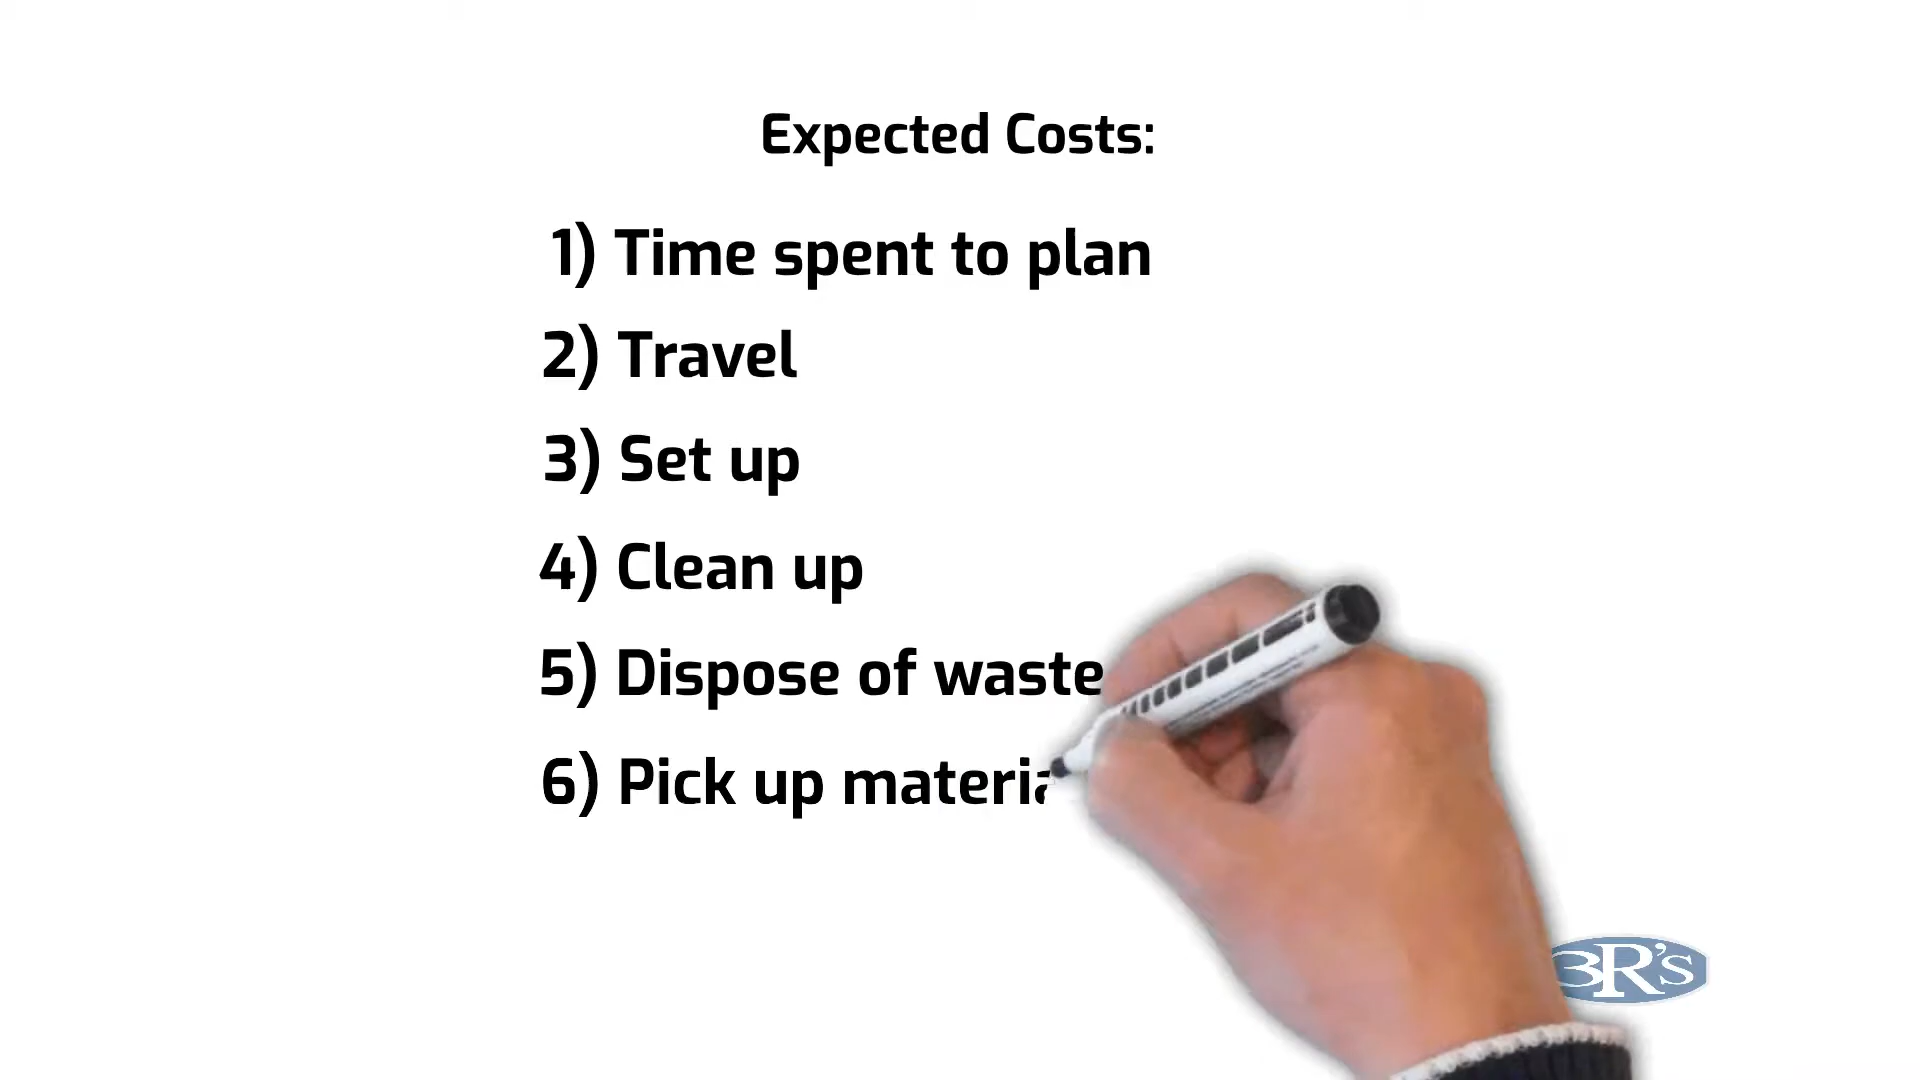 Expected Costs:
1) Time spent to plan
2) Travel
3) Set up
4) Clean up
5) Dispose of waste
6) Pick up
3R's